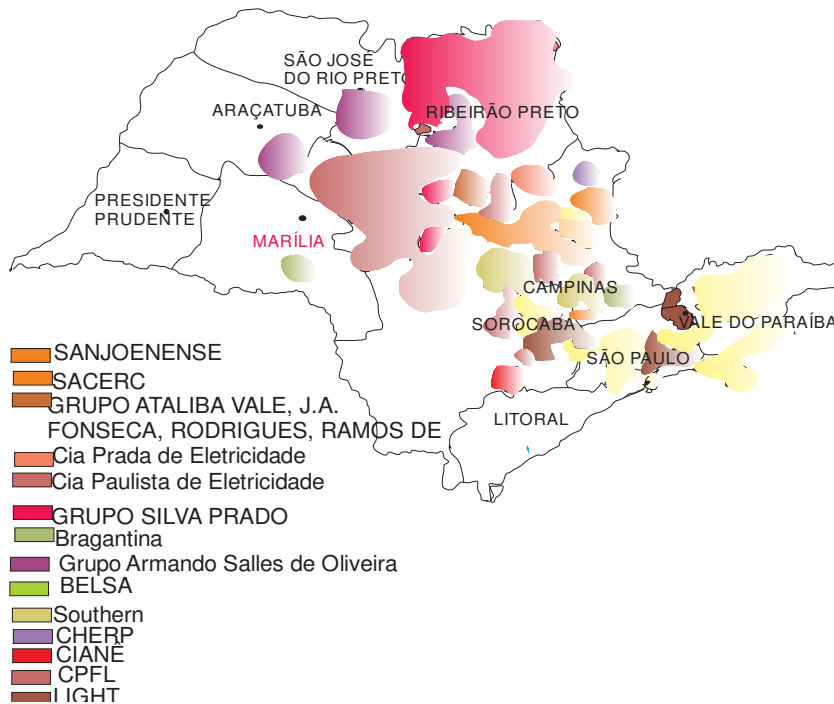 SÃO JOSÉ
DO RIO PRETO
ARAÇATUBA
RIBEIRÃO PRETO
PRESIDENTE
PRUDENTE
MARÍLIA
CAMPINAS
SOROCABA
VALE DO PARAÍBA
SÃO PAULO
LITORAL
SANJOENENSE
SACERC
GRUPO ATALIBA VALE, J.A.
FONSECA, RODRIGUES, RAMOS DE
Cia Prada de Eletricidade
Cia Paulista de Eletricidade
GRUPO SILVA PRADO
Bragantina
Grupo Armando Salles de Oliveira
BELSA
Southern
CHERP
CIANÊ
CPFL
LIGHT